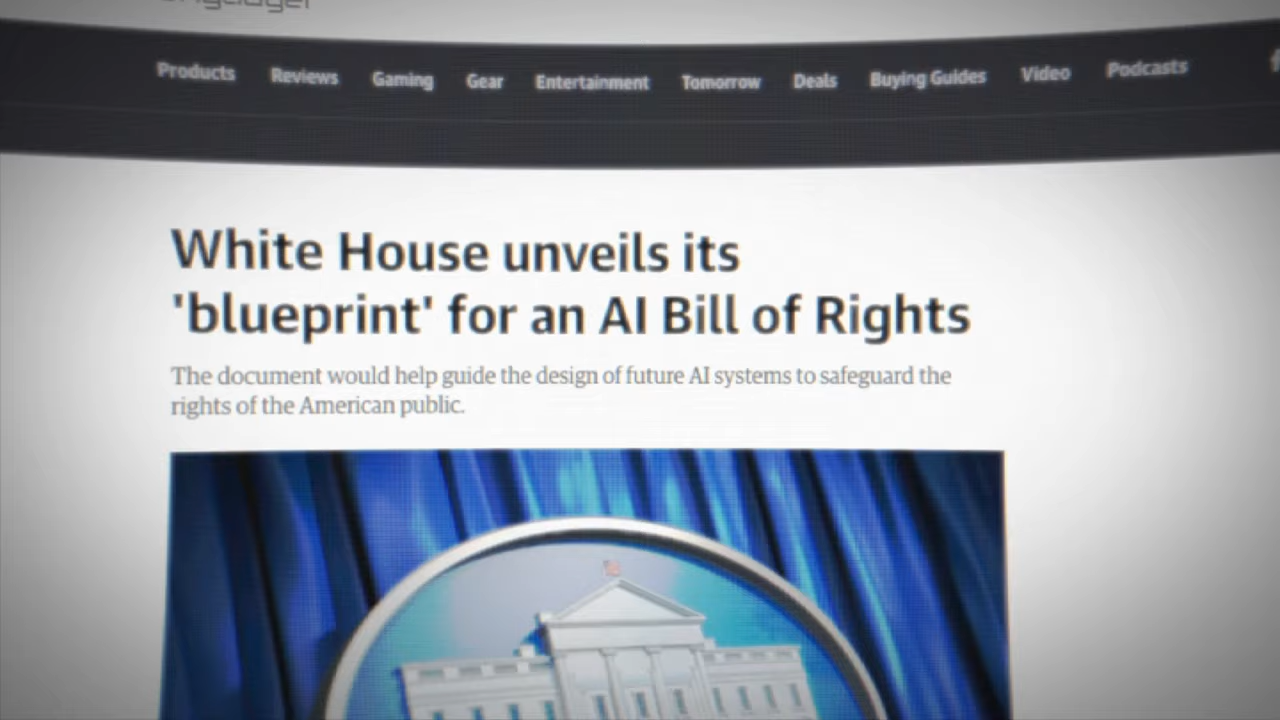 Products Reviews Gaming Gear Entertainment Tomorrow Deals Buying Guides Video Podcasts
White House unveils its
'blueprint' for an AI Bill of Rights
The document would help guide the design of future AI systems to safeguard the
rights of the American public.